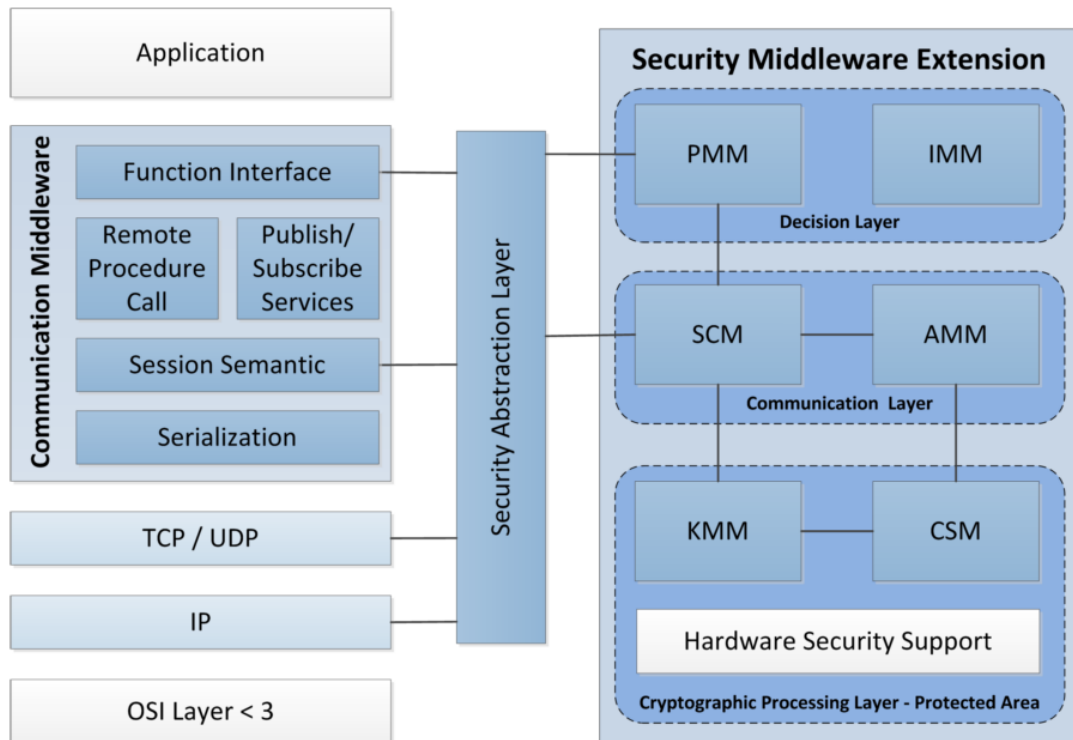 Application
Communication Middleware
Function Interface
Remote
Procedure
Call
Publish/
Subscribe
Services
Session Semantic
Serialization
TCP / UDP
IP
OSI Layer < 3
Security Abstraction Layer
Security Middleware Extension
PMM
IMM
Decision Layer
SCM
AMM
Communication Layer
KMM
CSM
Hardware Security Support
Cryptographic Processing Layer - Protected Area